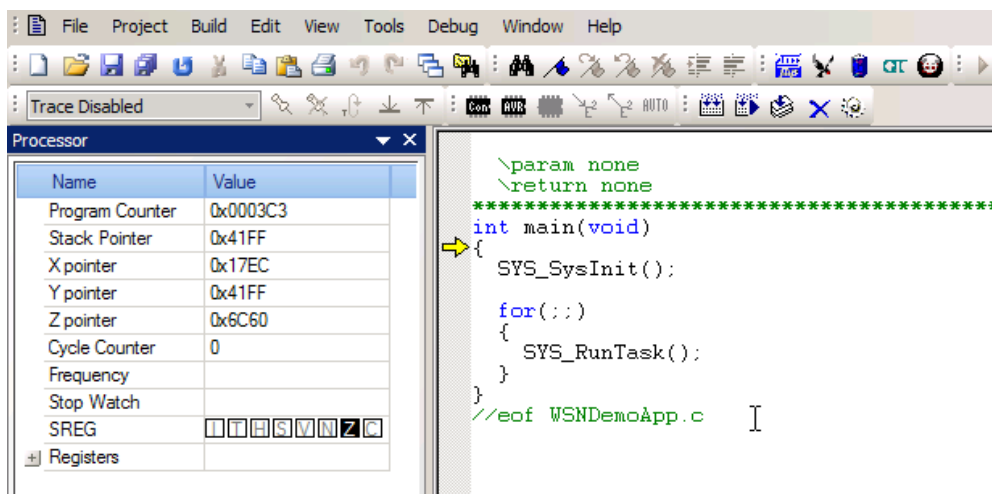 File Project Build Edit View Tools Debug Window Help
Trace Disabled
Con AVR AUTO
Processor
Name Value
Program Counter 0x0003C3
Stack Pointer 0x41FF
X pointer 0x17EC
Y pointer 0x41FF
Z pointer 0x6C60
Cycle Counter 0
Frequency
Stop Watch
SREG I T H S V N Z C
Registers
\param none
\return none
*******************************************
int main(void)
{
SYS_SysInit();
for(;;)
{
SYS_RunTask();
}
}
//eof WSNDemoApp.c